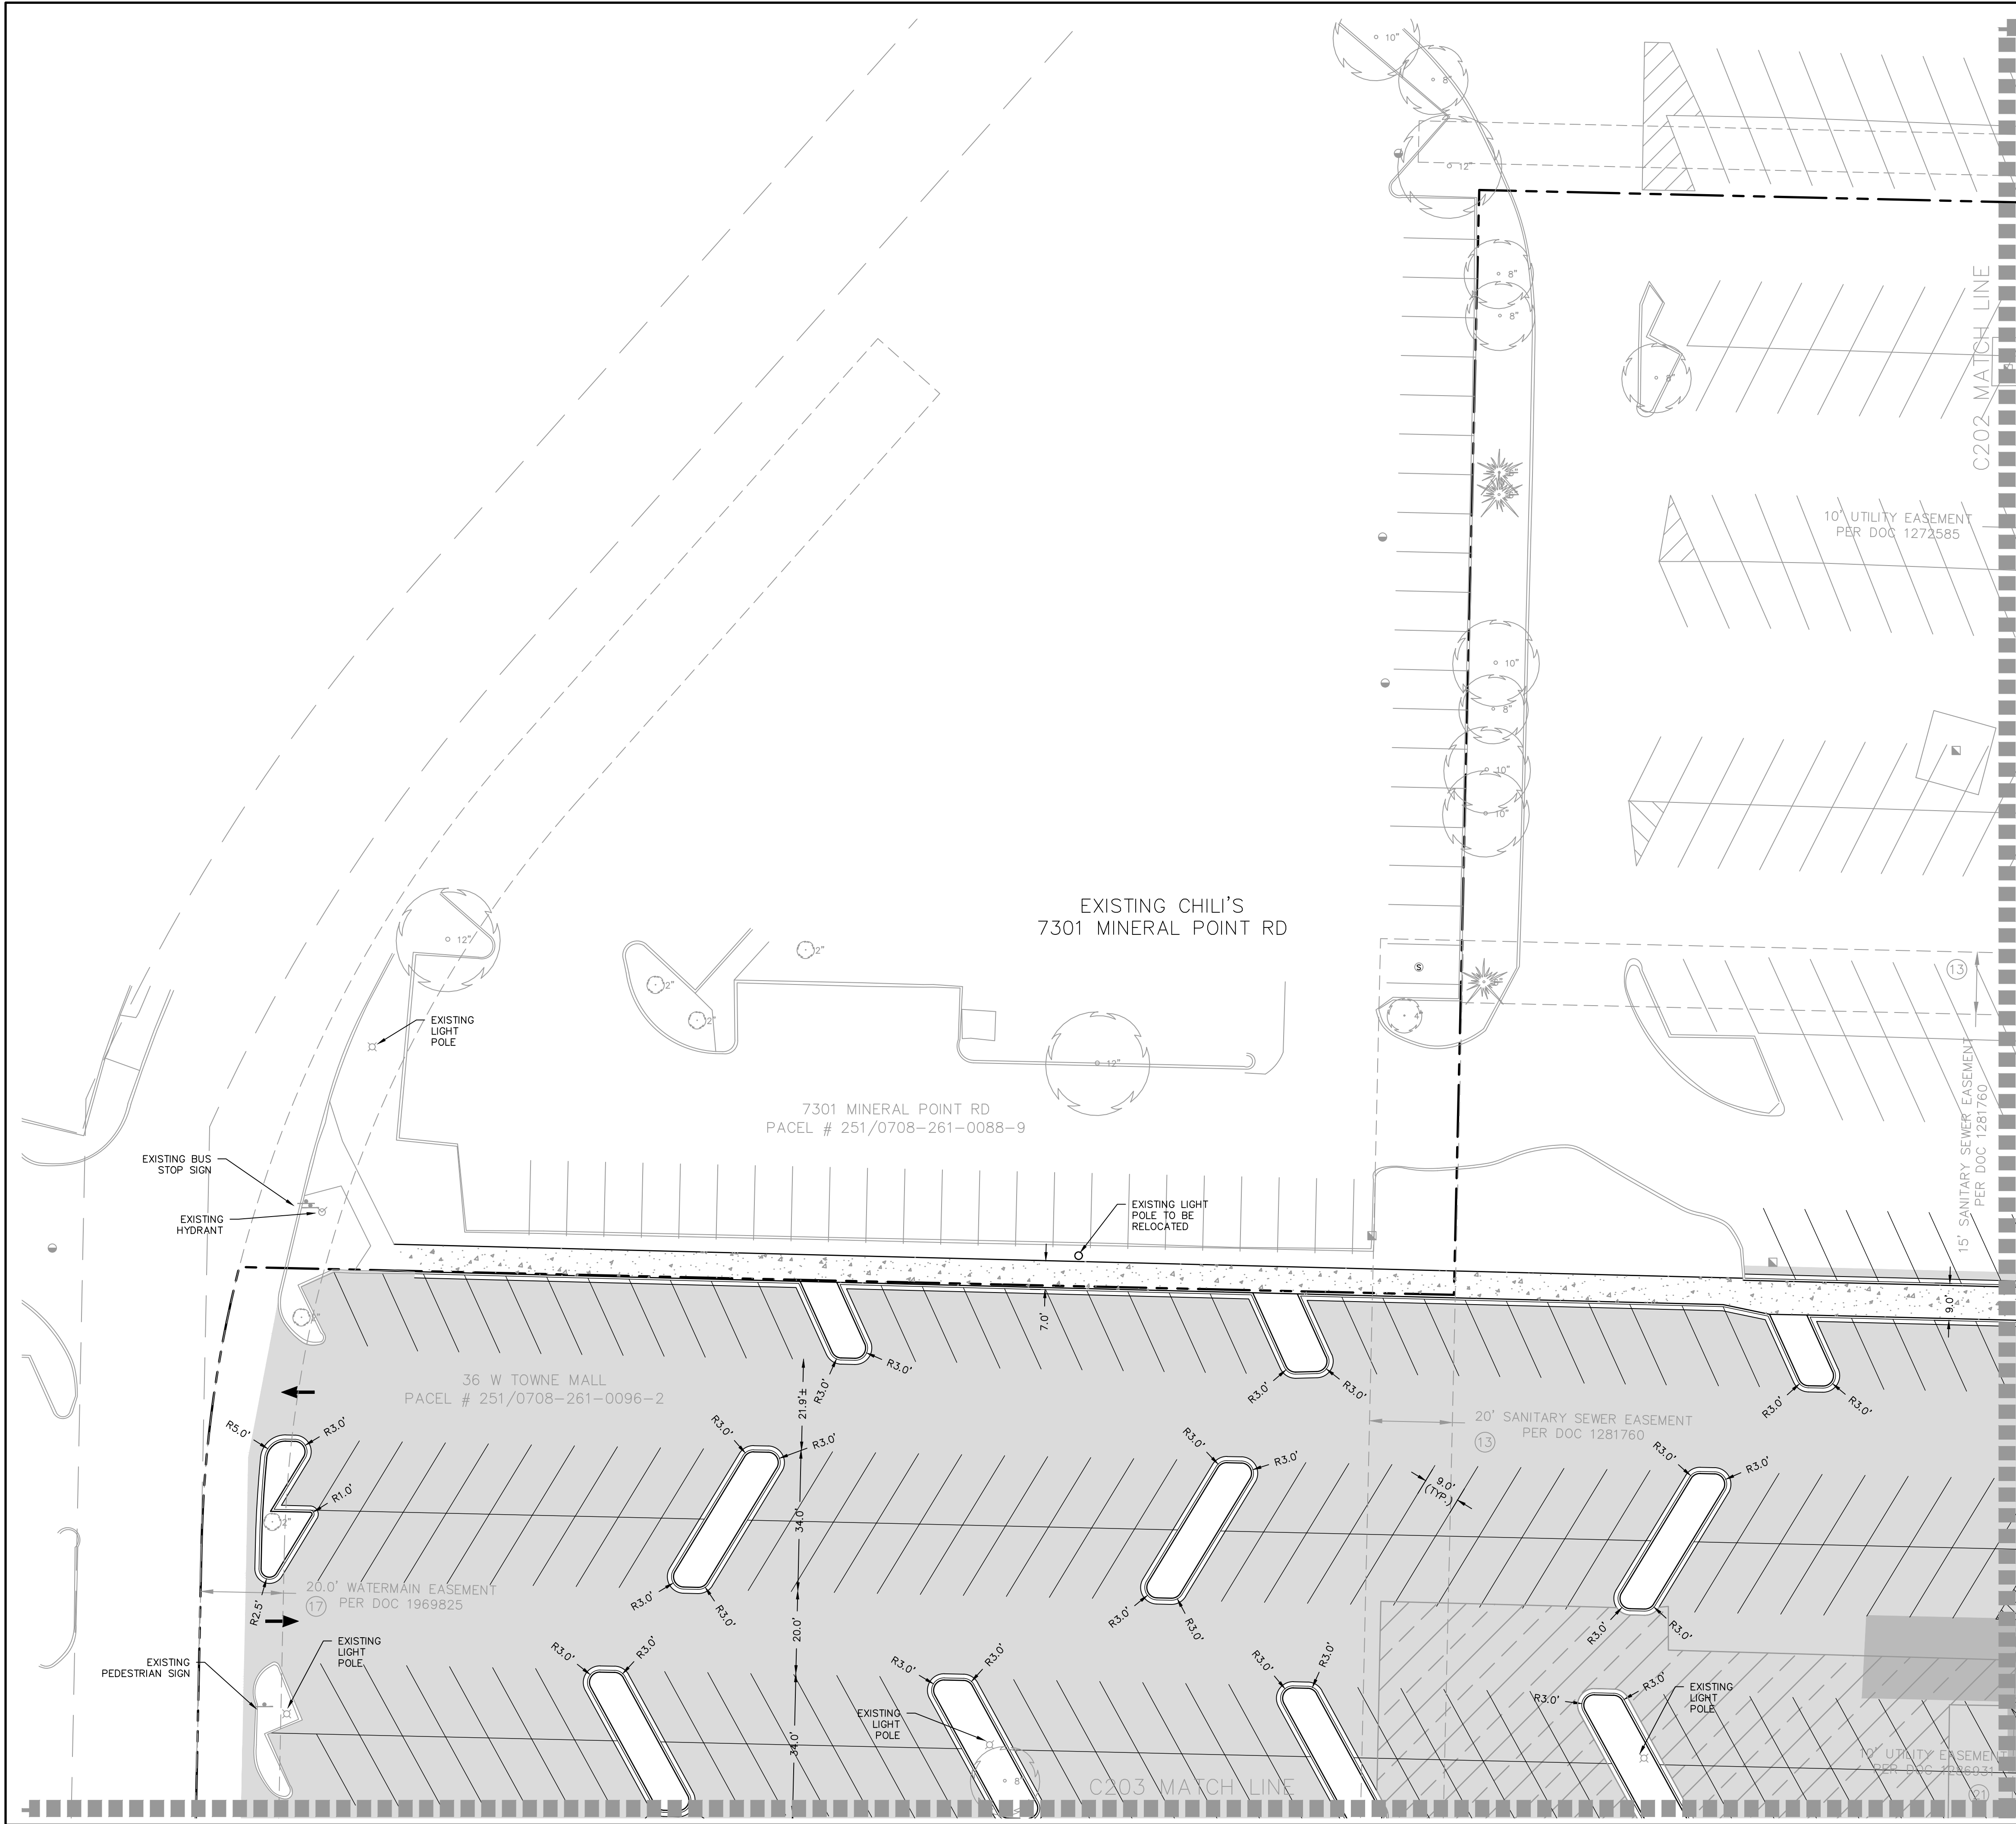 10"
8"
12"
8"
8"
8"
C202 MATCH LINE
10' UTILITY EASEMENT
PER DOC 1272585
10"
8"
10"
10"
EXISTING CHILI'S
7301 MINERAL POINT RD
12"
2"
2"
2"
12"
4"
S
13
15' SANITARY SEWER EASEMENT
PER DOC 1281760
EXISTING
LIGHT
POLE
7301 MINERAL POINT RD
PACEL # 251/0708-261-0088-9
EXISTING BUS
STOP SIGN
EXISTING
HYDRANT
EXISTING LIGHT
POLE TO BE
RELOCATED
7.0'
9.0'
2"
36 W TOWNE MALL
PACEL # 251/0708-261-0096-2
R3.0'
R3.0'
R3.0'
R3.0'
R3.0'
R3.0'
21.9'±
R5.0'
R3.0'
R1.0'
2"
R2.5'
R3.0'
R3.0'
R3.0'
R3.0'
34.0'
R3.0'
R3.0'
R3.0'
R3.0'
20' SANITARY SEWER EASEMENT
PER DOC 1281760
13
9.0'
(TYP.)
R3.0'
R3.0'
R3.0'
R3.0'
20.0' WATERMAIN EASEMENT
PER DOC 1969825
17
20.0'
EXISTING
PEDESTRIAN SIGN
EXISTING
LIGHT
POLE
R3.0'
R3.0'
R3.0'
R3.0'
R3.0'
R3.0'
R3.0'
R3.0'
EXISTING
LIGHT
POLE
EXISTING
LIGHT
POLE
34.0'
8"
C203 MATCH LINE
10' UTILITY EASEMENT
PER DOC
21